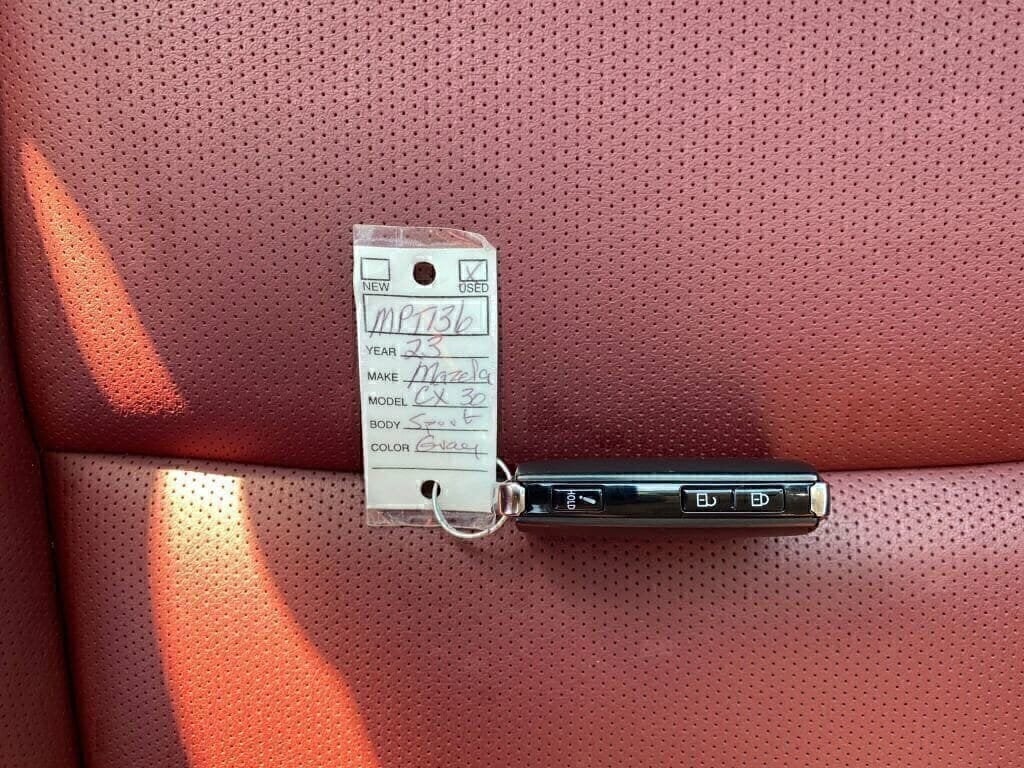 NEW USED
MPT136
YEAR 23
MAKE Mazda
MODEL CX 30
BODY Sport
COLOR Gray
HOLD